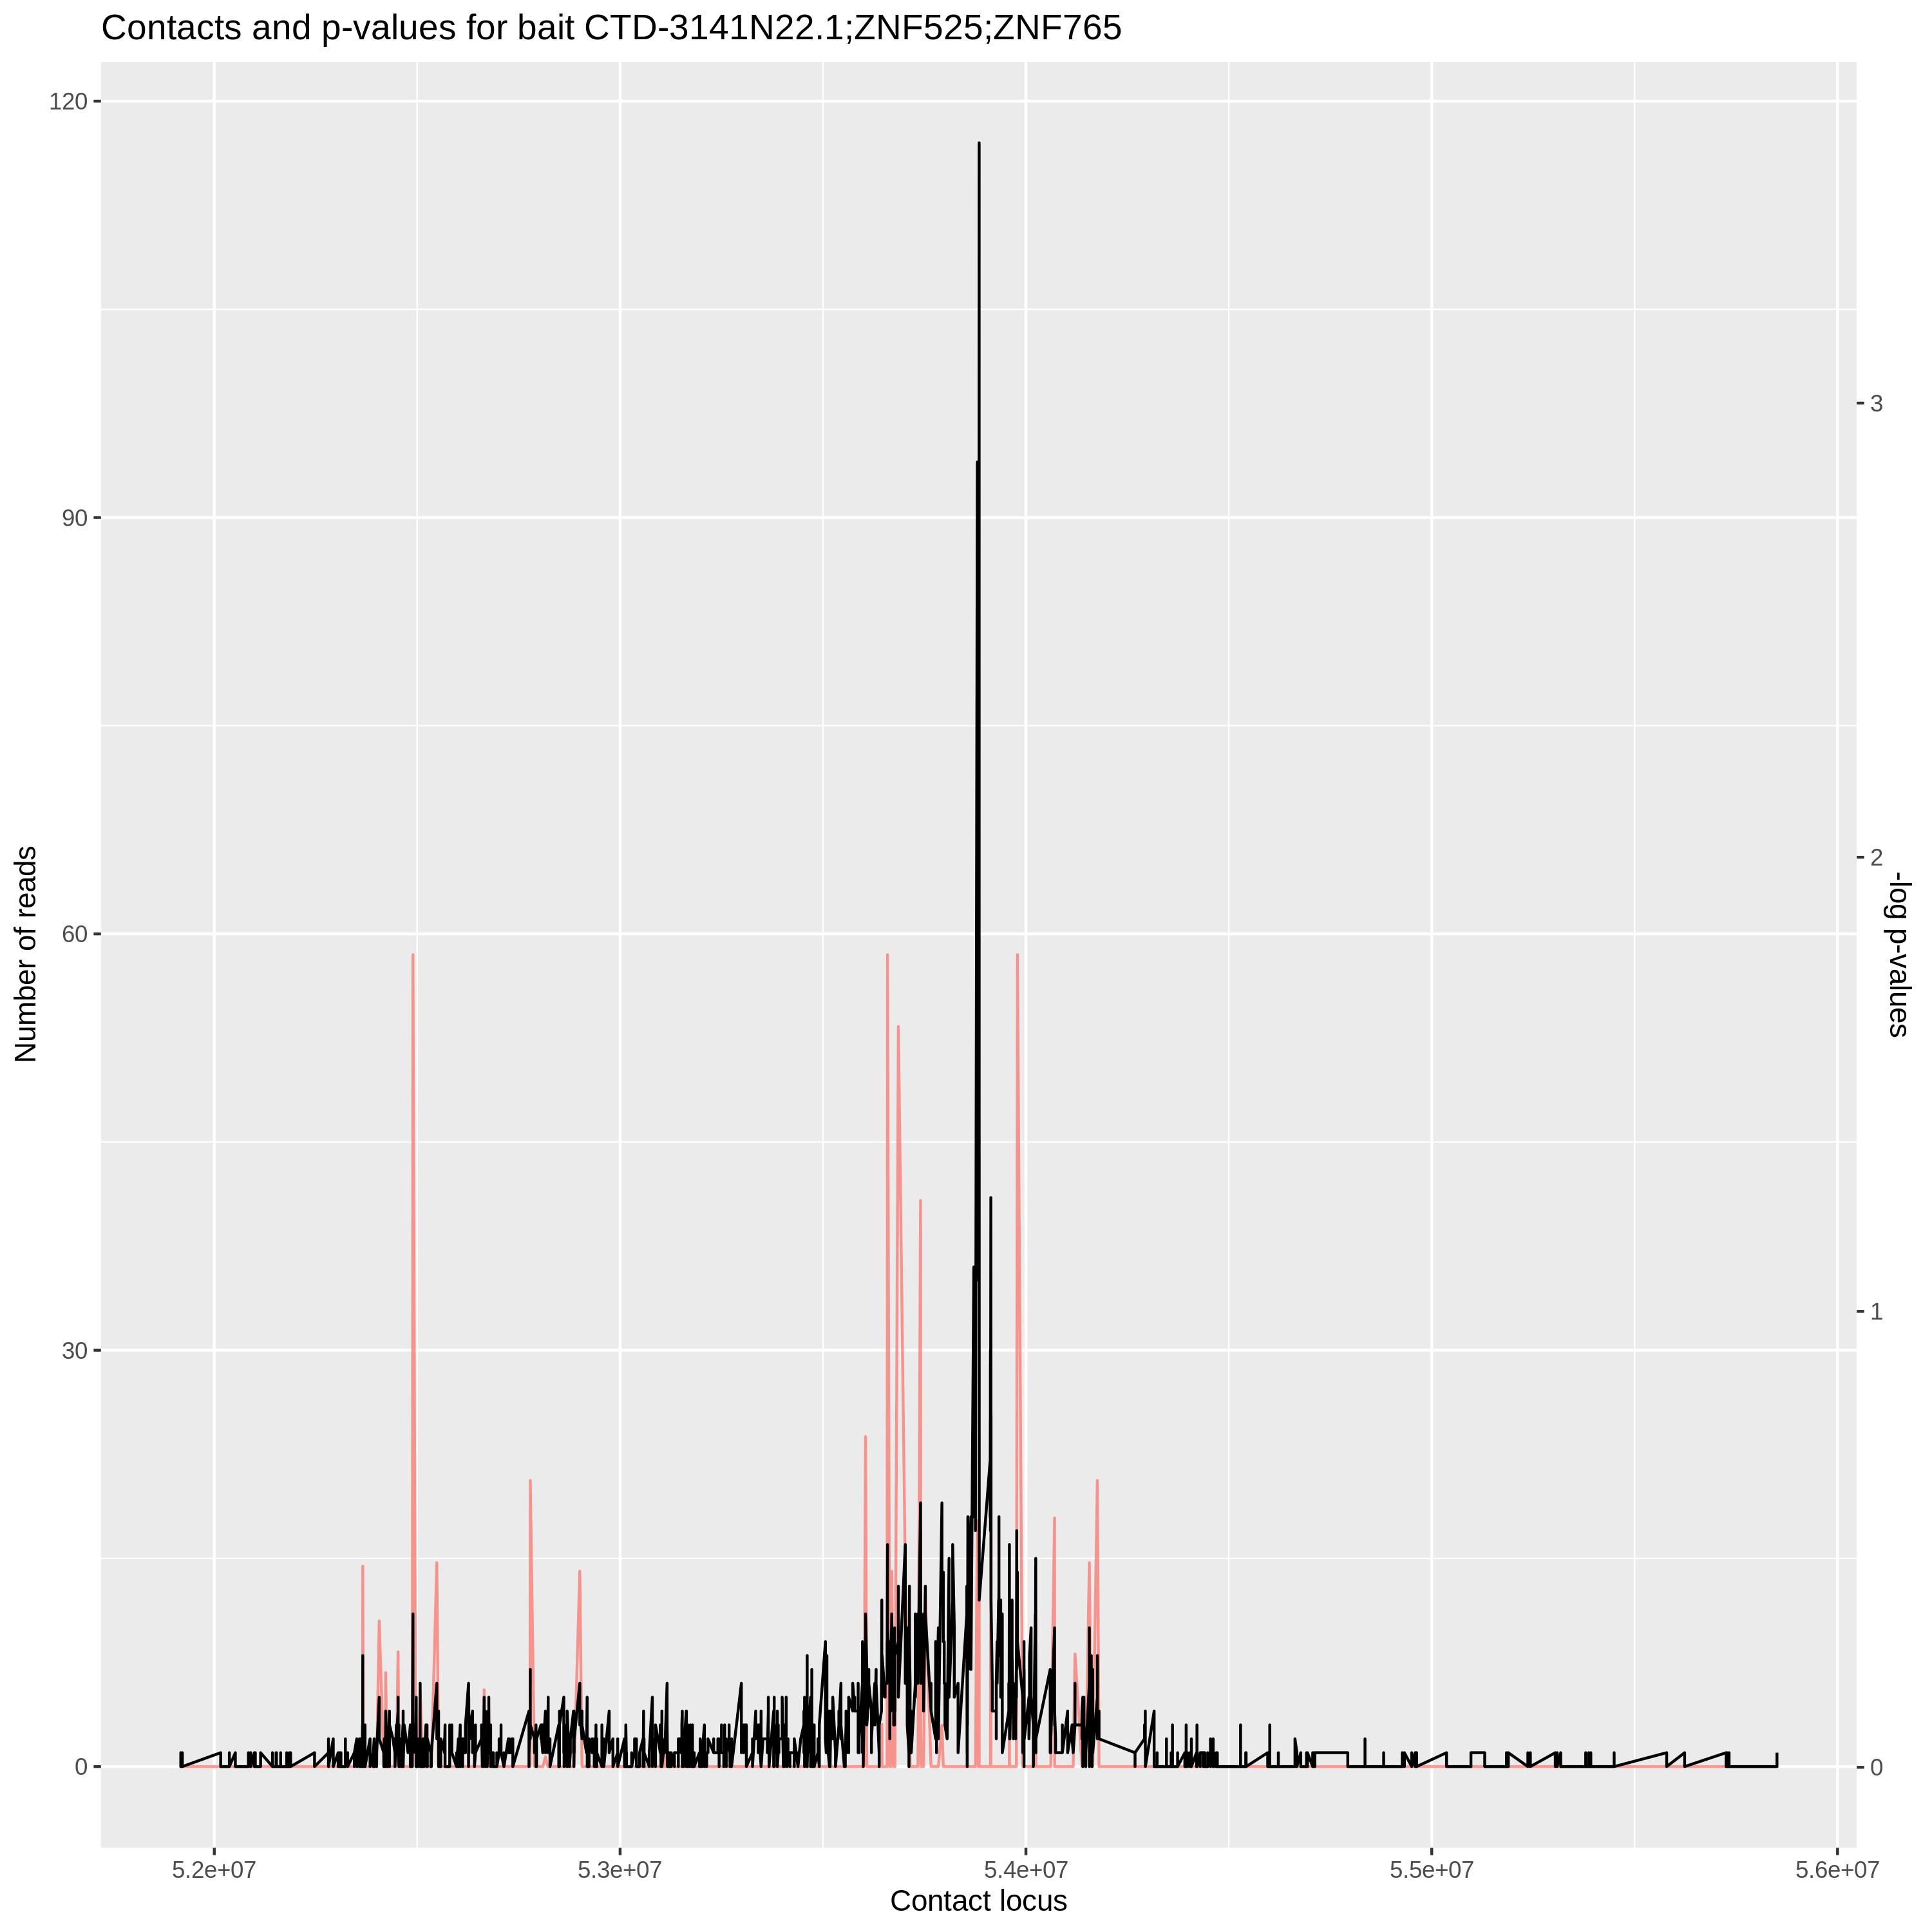 Contacts and p-values for bait CTD-3141N22.1;ZNF525;ZNF765
120
90
60
30
0
Number of reads
3
2
1
0
-log p-values
5.2e+07
5.3e+07
5.4e+07
5.5e+07
5.6e+07
Contact locus